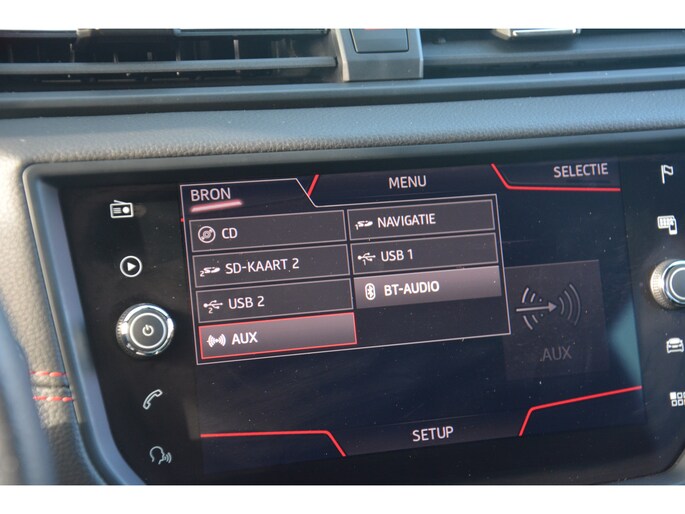 BRON
MENU
SELECTIE
CD
NAVIGATIE
SD-KAART 2
USB 1
USB 2
BT-AUDIO
AUX
AUX
SETUP